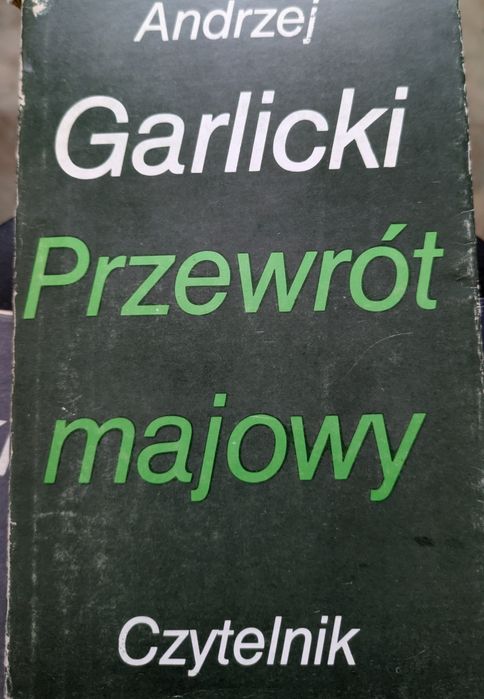 Andrzej
Garlicki
Przewrót
majowy
Czytelnik